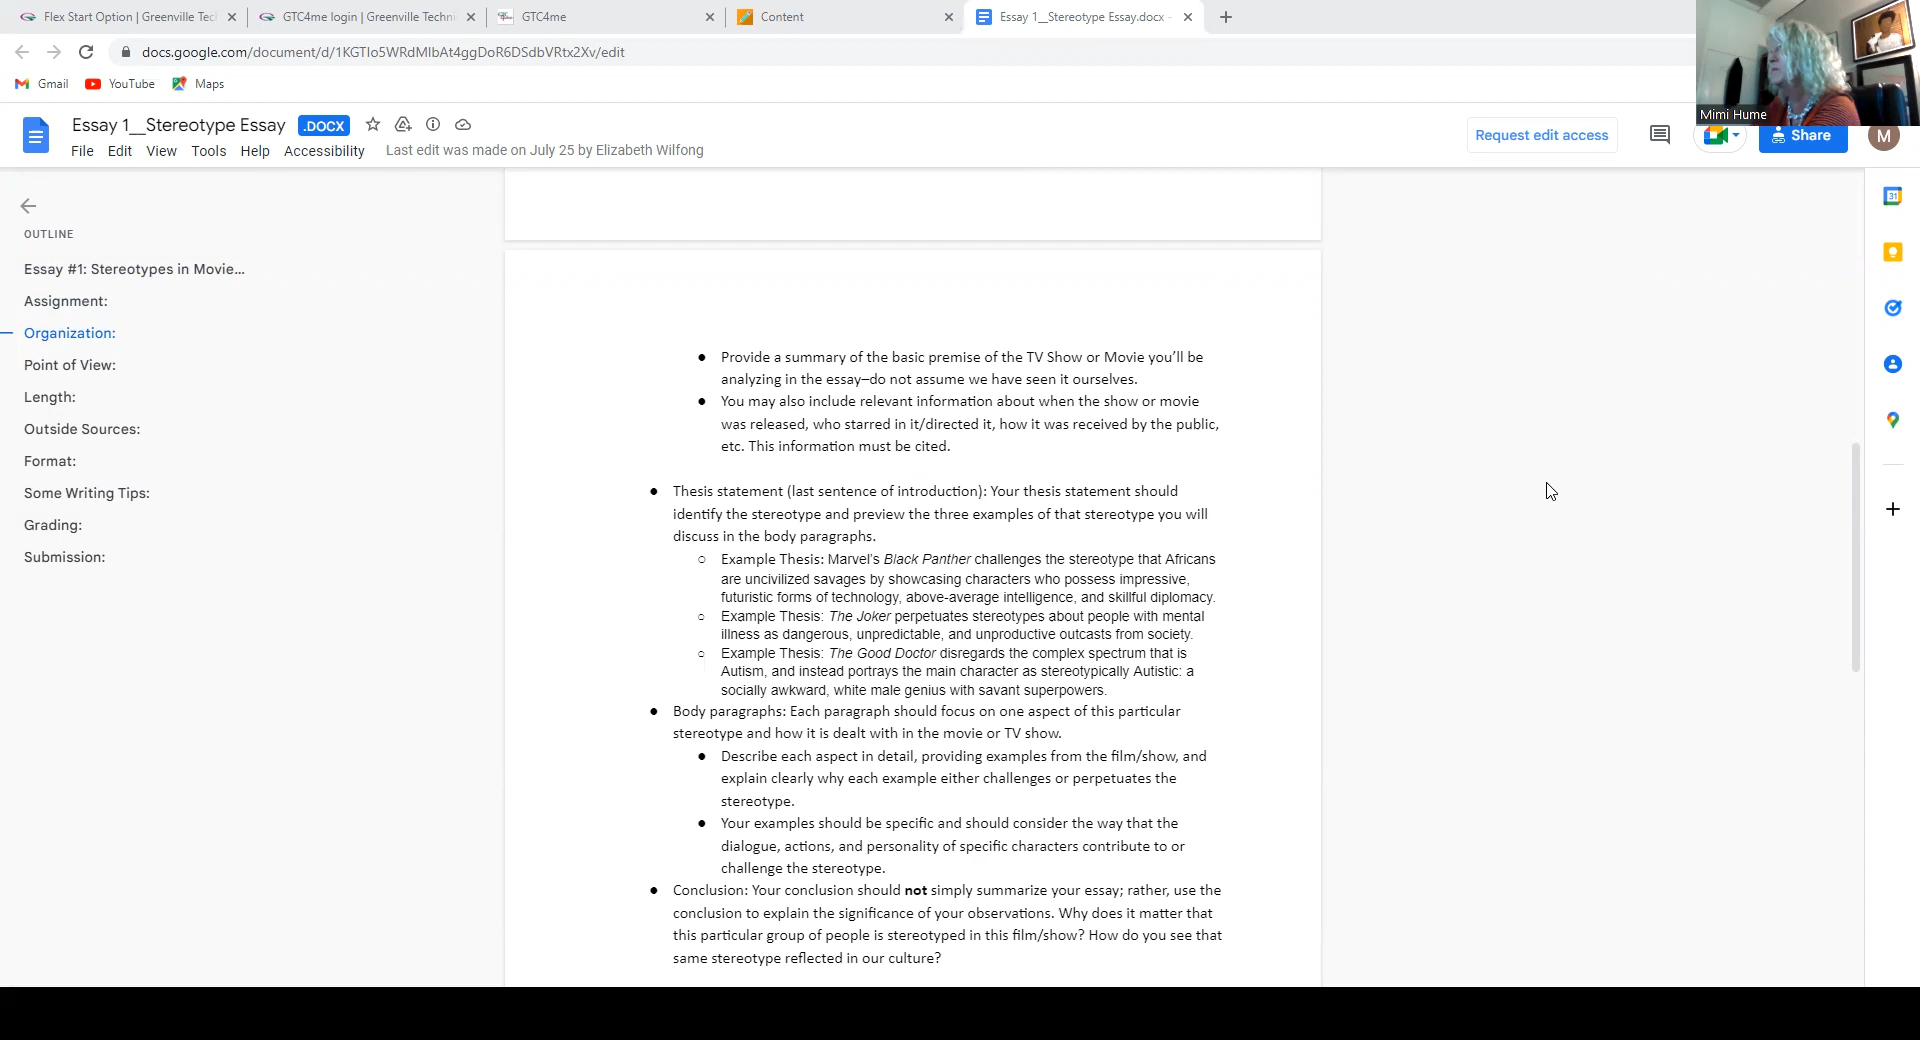 Flex Start Option | Greenville Tec
GTC4me login | Greenville Techni
GTC4me
Content
Essay 1__Stereotype Essay.docx -
docs.google.com/document/d/1KGTIo5WRdMIbAt4ggDoR6DSdbVRtx2Xv/edit
Gmail
YouTube
Maps
Mimi Hume
Essay 1__Stereotype Essay
.DOCX
File
Edit
View
Tools
Help
Accessibility
Last edit was made on July 25 by Elizabeth Wilfong
Request edit access
Share
M
31
OUTLINE
Essay #1: Stereotypes in Movie...
Assignment:
Organization:
Point of View:
Length:
Outside Sources:
Format:
Some Writing Tips:
Grading:
Submission:
● Provide a summary of the basic premise of the TV Show or Movie you’ll be
analyzing in the essay–do not assume we have seen it ourselves.
● You may also include relevant information about when the show or movie
was released, who starred in it/directed it, how it was received by the public,
etc. This information must be cited.
● Thesis statement (last sentence of introduction): Your thesis statement should
identify the stereotype and preview the three examples of that stereotype you will
discuss in the body paragraphs.
○ Example Thesis: Marvel's Black Panther challenges the stereotype that Africans
are uncivilized savages by showcasing characters who possess impressive,
futuristic forms of technology, above-average intelligence, and skillful diplomacy.
○ Example Thesis: The Joker perpetuates stereotypes about people with mental
illness as dangerous, unpredictable, and unproductive outcasts from society.
○ Example Thesis: The Good Doctor disregards the complex spectrum that is
Autism, and instead portrays the main character as stereotypically Autistic: a
socially awkward, white male genius with savant superpowers.
● Body paragraphs: Each paragraph should focus on one aspect of this particular
stereotype and how it is dealt with in the movie or TV show.
● Describe each aspect in detail, providing examples from the film/show, and
explain clearly why each example either challenges or perpetuates the
stereotype.
● Your examples should be specific and should consider the way that the
dialogue, actions, and personality of specific characters contribute to or
challenge the stereotype.
● Conclusion: Your conclusion should not simply summarize your essay; rather, use the
conclusion to explain the significance of your observations. Why does it matter that
this particular group of people is stereotyped in this film/show? How do you see that
same stereotype reflected in our culture?